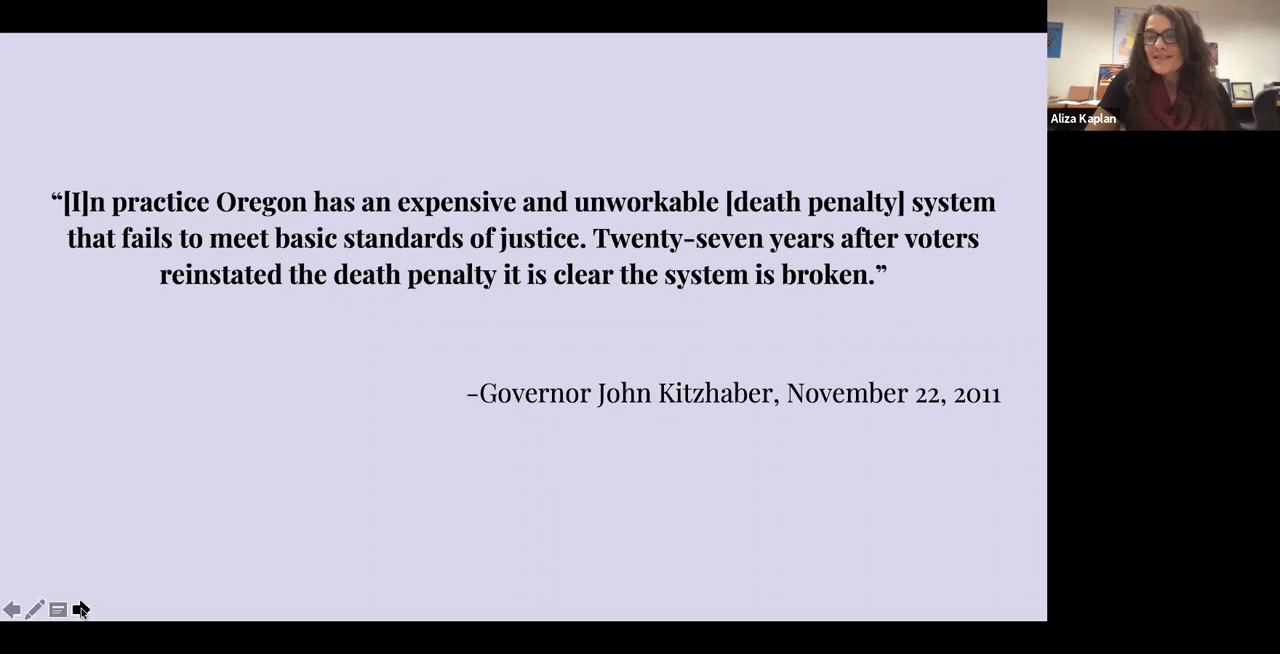 “[I]n practice Oregon has an expensive and unworkable [death penalty] system
that fails to meet basic standards of justice. Twenty-seven years after voters
reinstated the death penalty it is clear the system is broken.”
-Governor John Kitzhaber, November 22, 2011
Aliza Kaplan